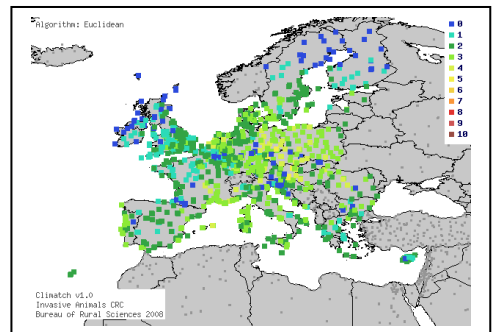 Algorithm: Euclidean
0
1
2
3
4
5
6
7
8
9
10
Climatch v1.0
Invasive Animals CRC
Bureau of Rural Sciences 2008